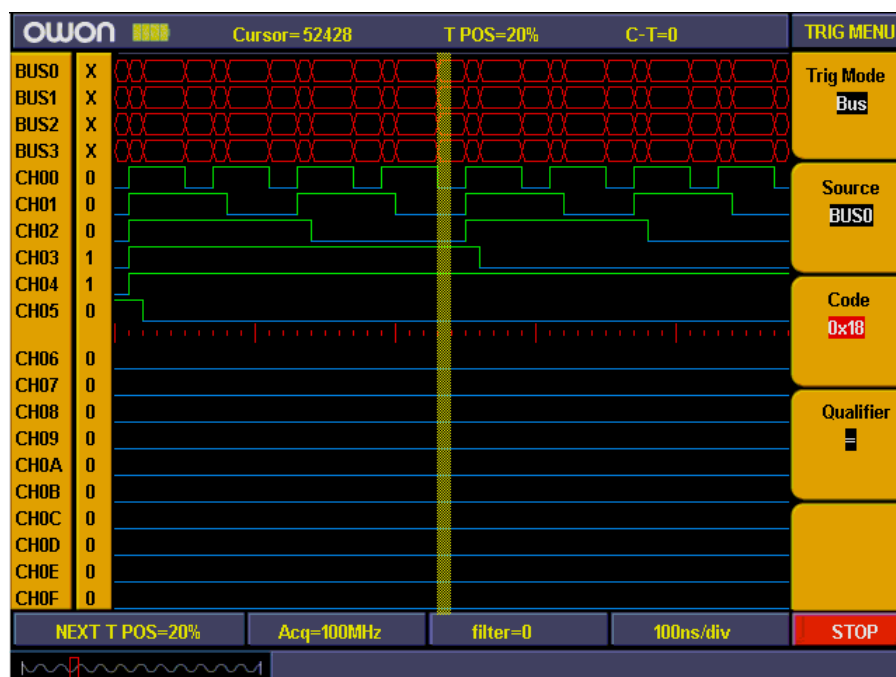 owon Cursor=52428 T POS=20% C-T=0 TRIG MENU
BUS0 X
BUS1 X
BUS2 X
BUS3 X
CH00 0
CH01 0
CH02 0
CH03 1
CH04 1
CH05 0
CH06 0
CH07 0
CH08 0
CH09 0
CH0A 0
CH0B 0
CH0C 0
CH0D 0
CH0E 0
CH0F 0
Trig Mode
Bus
Source
BUS0
Code
0x18
Qualifier
=
NEXT T POS=20% Acq=100MHz filter=0 100ns/div STOP